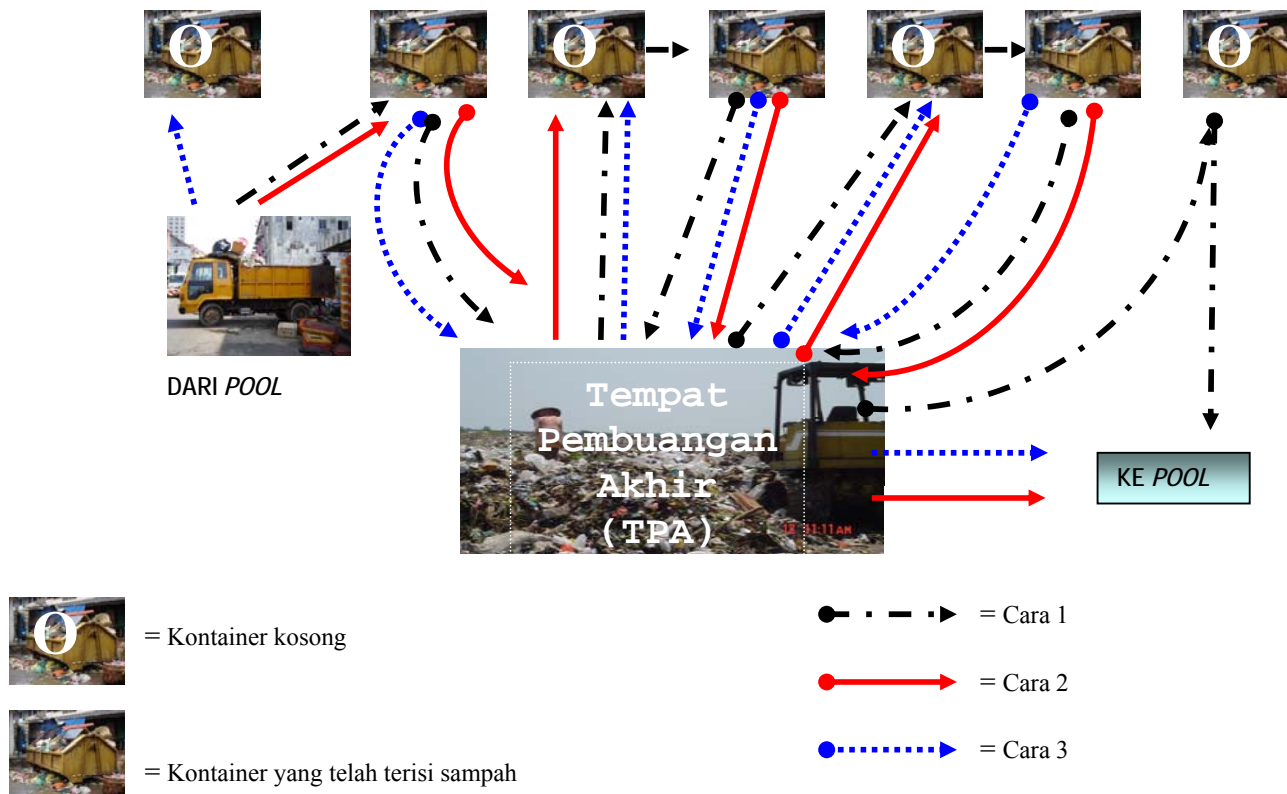 O
O
O
O
DARI POOL
Tempat
Pembuangan
Akhir
(TPA)
KE POOL
O
= Kontainer kosong
= Kontainer yang telah terisi sampah
= Cara 1
= Cara 2
= Cara 3